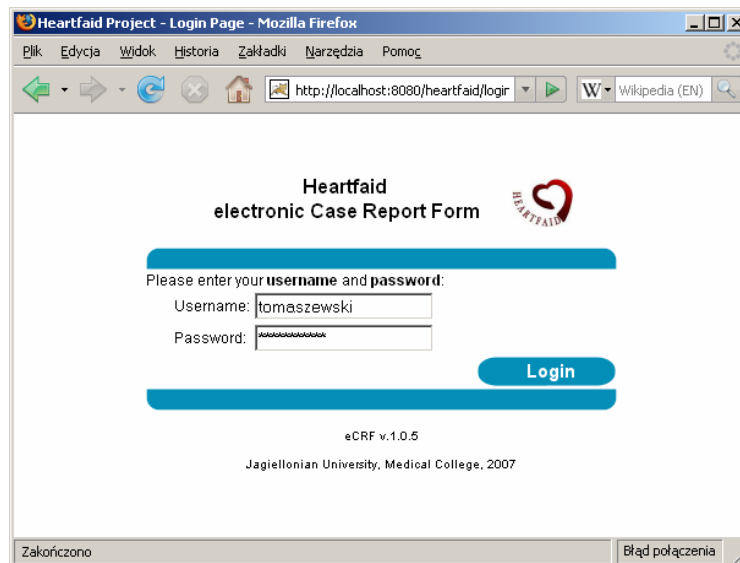 Heartfaid Project - Login Page - Mozilla Firefox
Plik Edycja Widok Historia Zakładki Narzędzia Pomoc
http://localhost:8080/heartfaid/login W Wikipedia (EN)
Heartfaid
electronic Case Report Form
HEARTFAID
Please enter your username and password:
Username: tomaszewski
Password: ************
Login
eCRF v.1.0.5
Jagiellonian University, Medical College, 2007
Zakończono Błąd połączenia